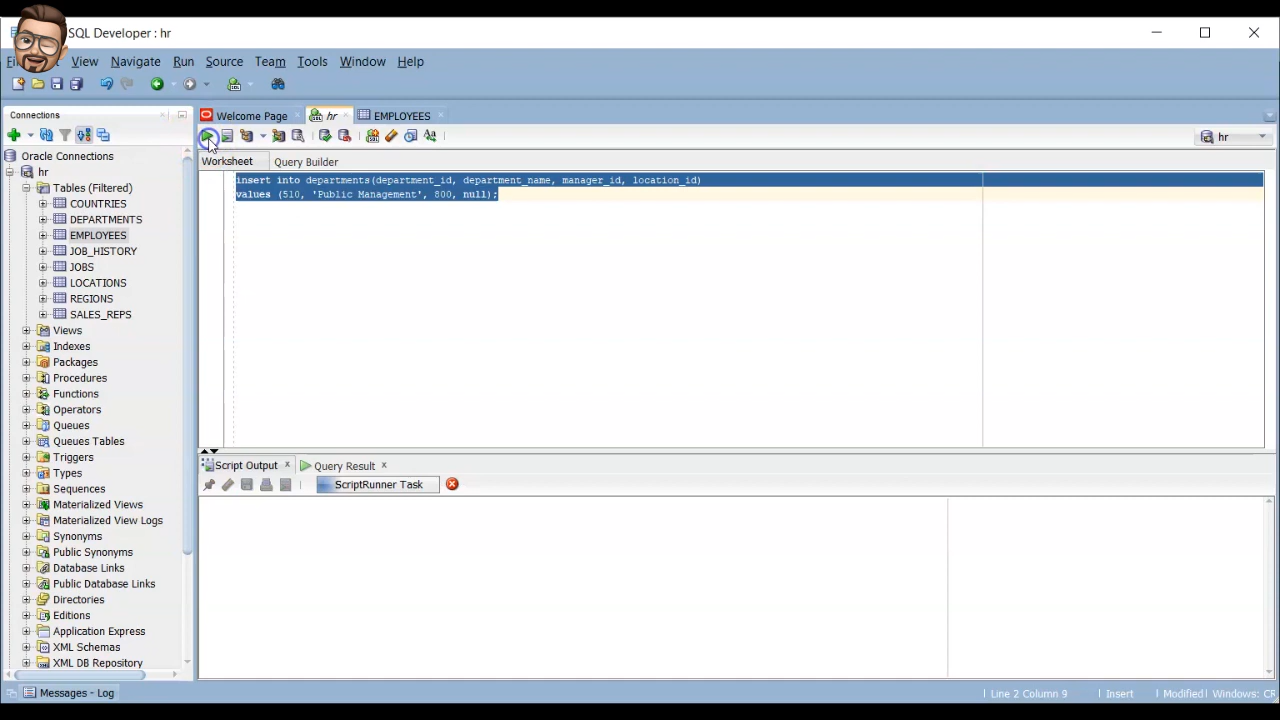 SQL Developer : hr
View Navigate Run Source Team Tools Window Help
Connections
Oracle Connections
hr
Tables (Filtered)
COUNTRIES
DEPARTMENTS
EMPLOYEES
JOB_HISTORY
JOBS
LOCATIONS
REGIONS
SALES_REPS
Views
Indexes
Packages
Procedures
Functions
Operators
Queues
Queues Tables
Triggers
Types
Sequences
Materialized Views
Materialized View Logs
Synonyms
Public Synonyms
Database Links
Public Database Links
Directories
Editions
Application Express
XML Schemas
XML DB Repository
Welcome Page hr EMPLOYEES
hr
Worksheet Query Builder
insert into departments(department_id, department_name, manager_id, location_id)
values (510, 'Public Management', 800, null);
Script Output Query Result
ScriptRunner Task
Messages - Log
Line 2 Column 9 Insert Modified Windows: CR